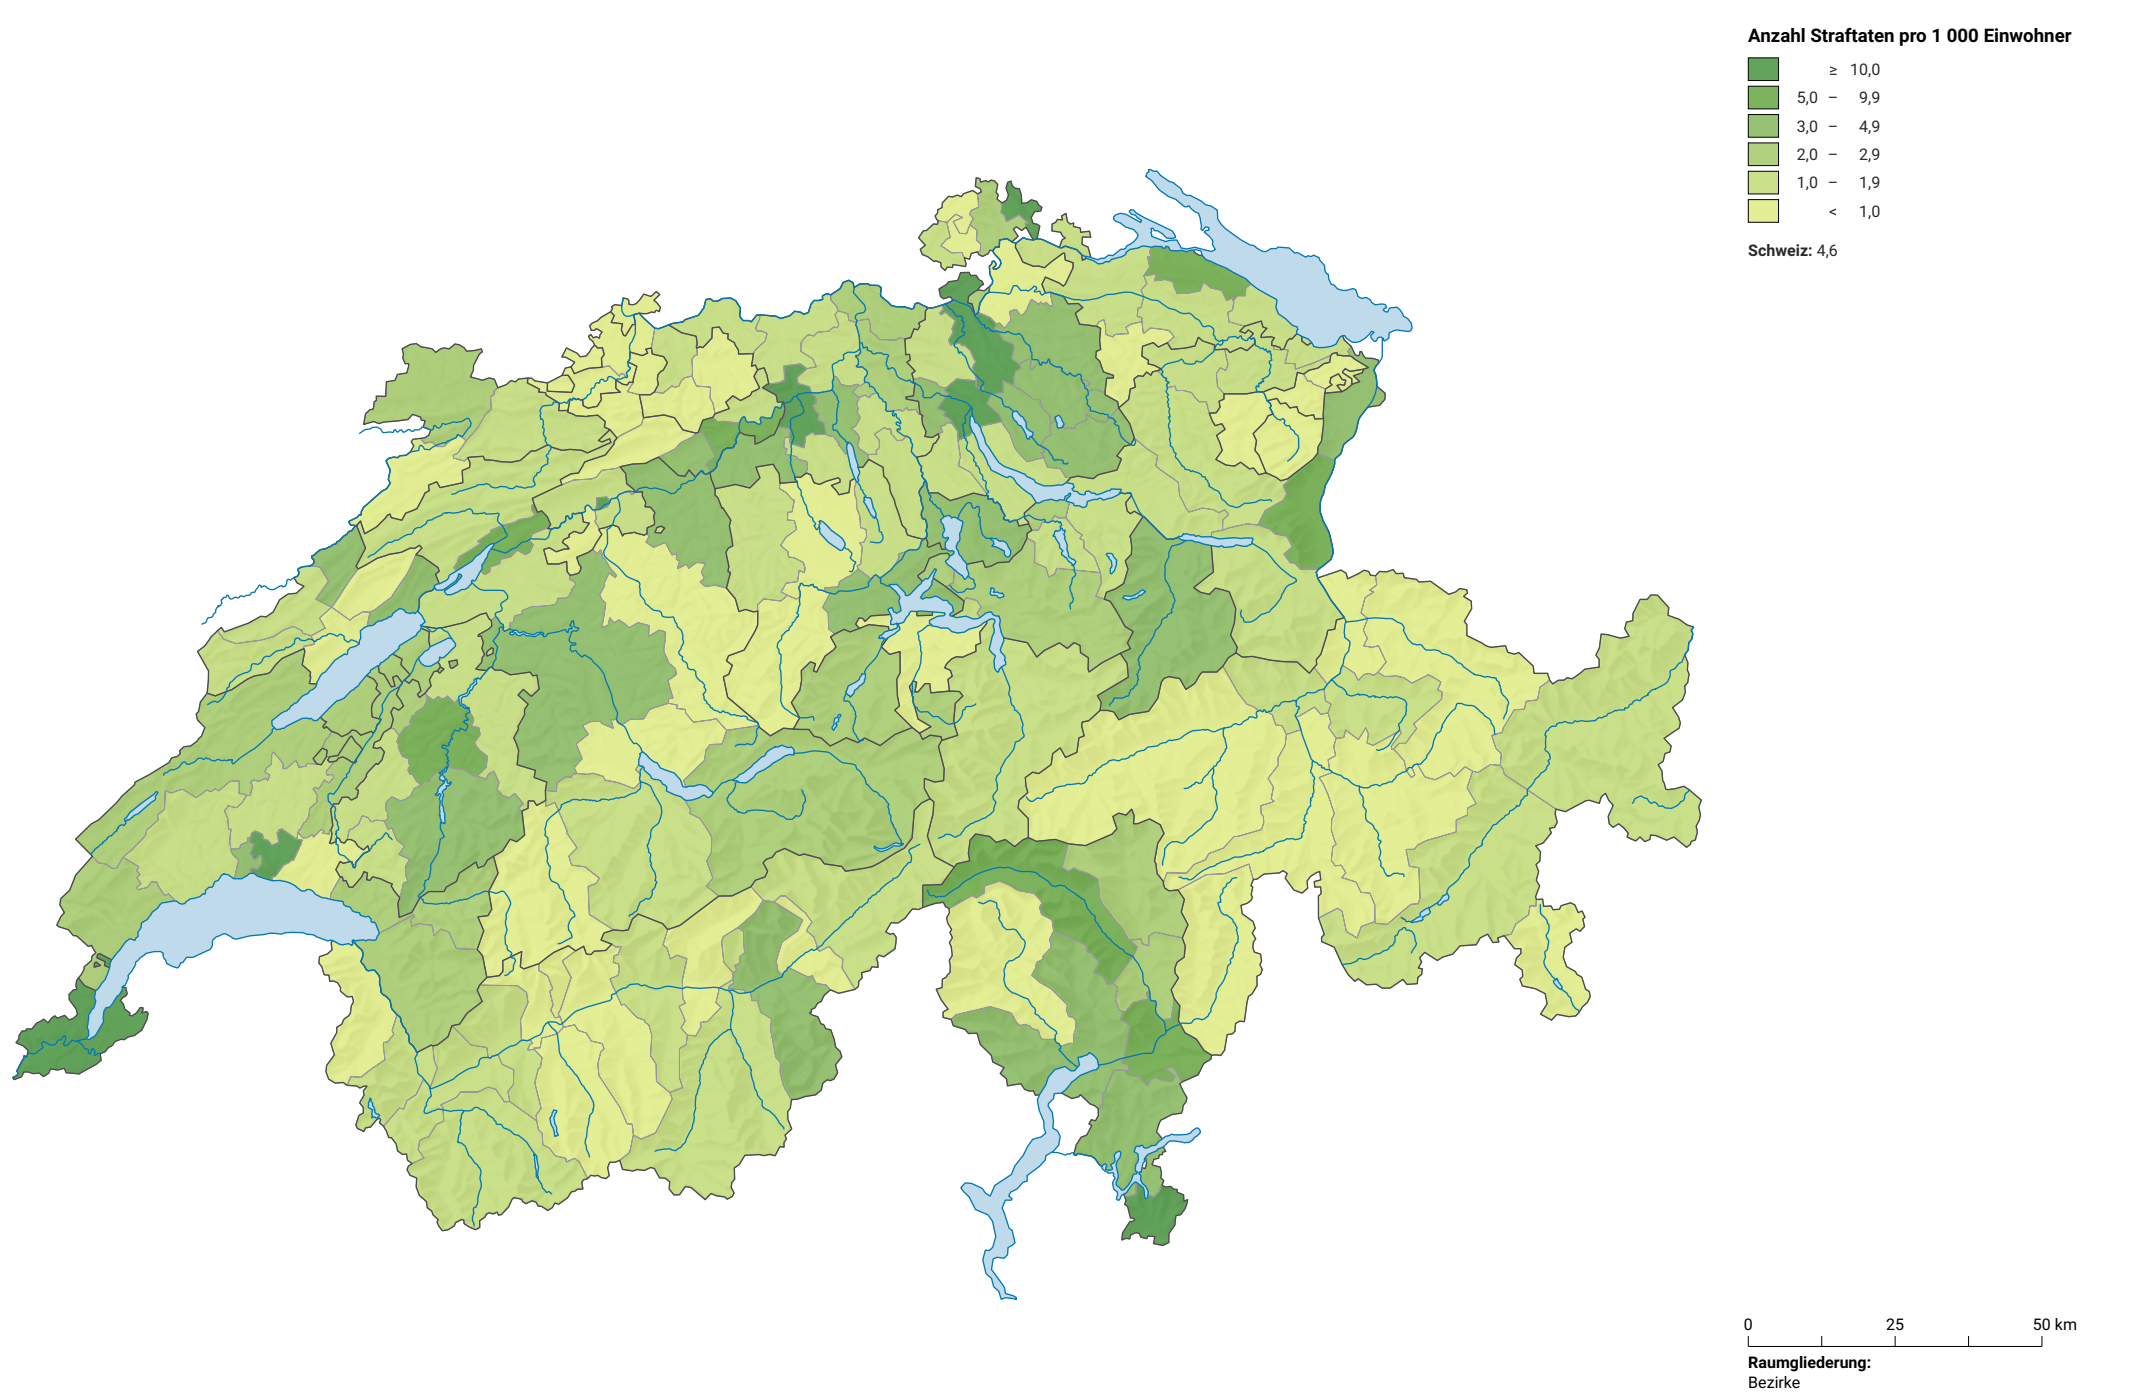 Anzahl Straftaten pro 1 000 Einwohner
≥ 10,0
5,0 – 9,9
3,0 – 4,9
2,0 – 2,9
1,0 – 1,9
< 1,0
Schweiz: 4,6
0 25 50 km
Raumgliederung:
Bezirke